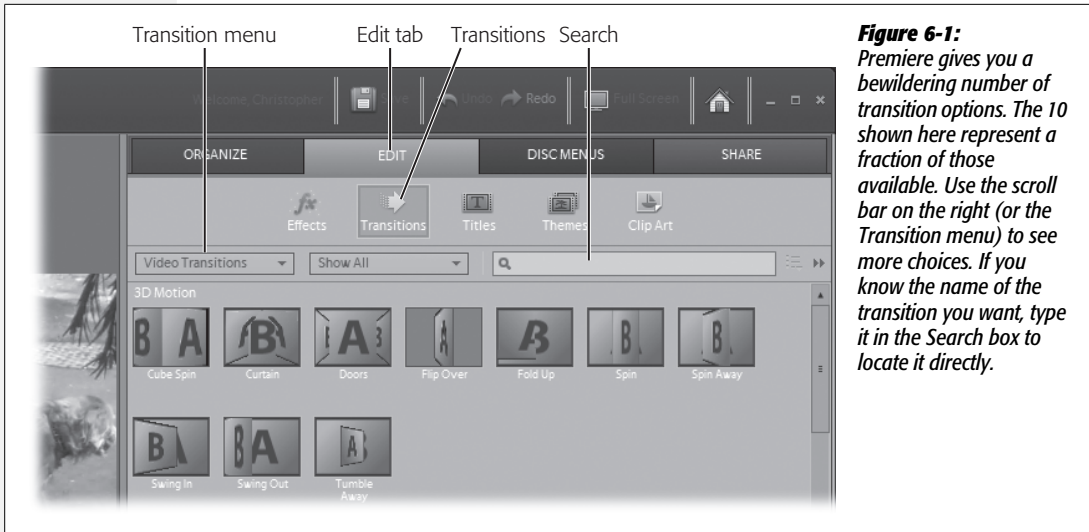 Transition menu Edit tab Transitions Search
Welcome, Christopher Save Undo Redo Full Screen
ORGANIZE EDIT DISC MENUS SHARE
fx
T
Effects Transitions Titles Themes Clip Art
Video Transitions Show All
3D Motion
B A B A B A B B
Cube Spin Curtain Doors Flip Over Fold Up Spin Spin Away
B B A A
Swing In Swing Out Tumble
Away
Figure 6-1:
Premiere gives you a
bewildering number of
transition options. The 10
shown here represent a
fraction of those
available. Use the scroll
bar on the right (or the
Transition menu) to see
more choices. If you
know the name of the
transition you want, type
it in the Search box to
locate it directly.